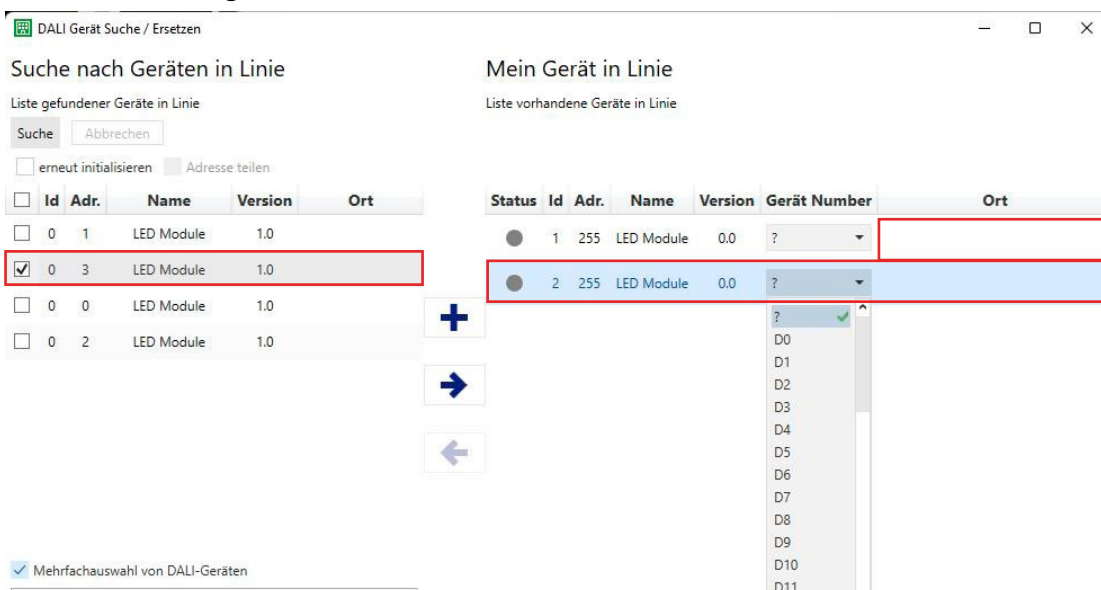 DALI Gerät Suche / Ersetzen
Suche nach Geräten in Linie
Liste gefundener Geräte in Linie
Suche Abbrechen
erneut initialisieren Adresse teilen
Id Adr. Name Version Ort
0 1 LED Module 1.0
0 3 LED Module 1.0
0 0 LED Module 1.0
0 2 LED Module 1.0
Mehrfachauswahl von DALI-Geräten
Mein Gerät in Linie
Liste vorhandene Geräte in Linie
Status Id Adr. Name Version Gerät Number Ort
1 255 LED Module 0.0 ?
2 255 LED Module 0.0 ?
?
D0
D1
D2
D3
D4
D5
D6
D7
D8
D9
D10
D11